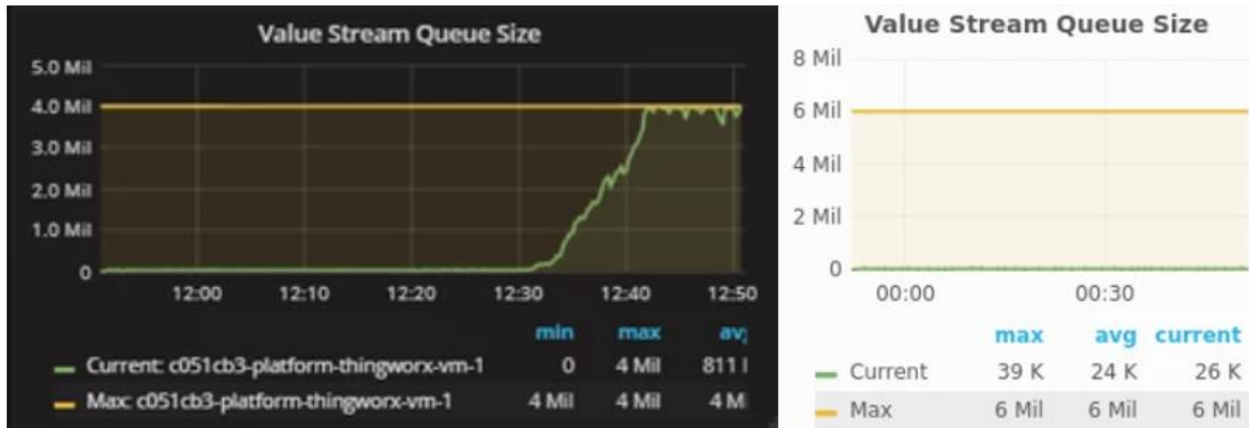 Value Stream Queue Size
5.0 Mil
4.0 Mil
3.0 Mil
2.0 Mil
1.0 Mil
0
12:00 12:10 12:20 12:30 12:40 12:50
min max
Current: c051cb3-platform-thingworx-vm-1 0 4 Mil 811
Max: c051cb3-platform-thingworx-vm-1 4 Mil 4 Mil
Value Stream Queue Size
8 Mil
6 Mil
4 Mil
2 Mil
0
00:00 00:30
max avg current
Current 39 K 24 K 26 K
Max 6 Mil 6 Mil 6 Mil